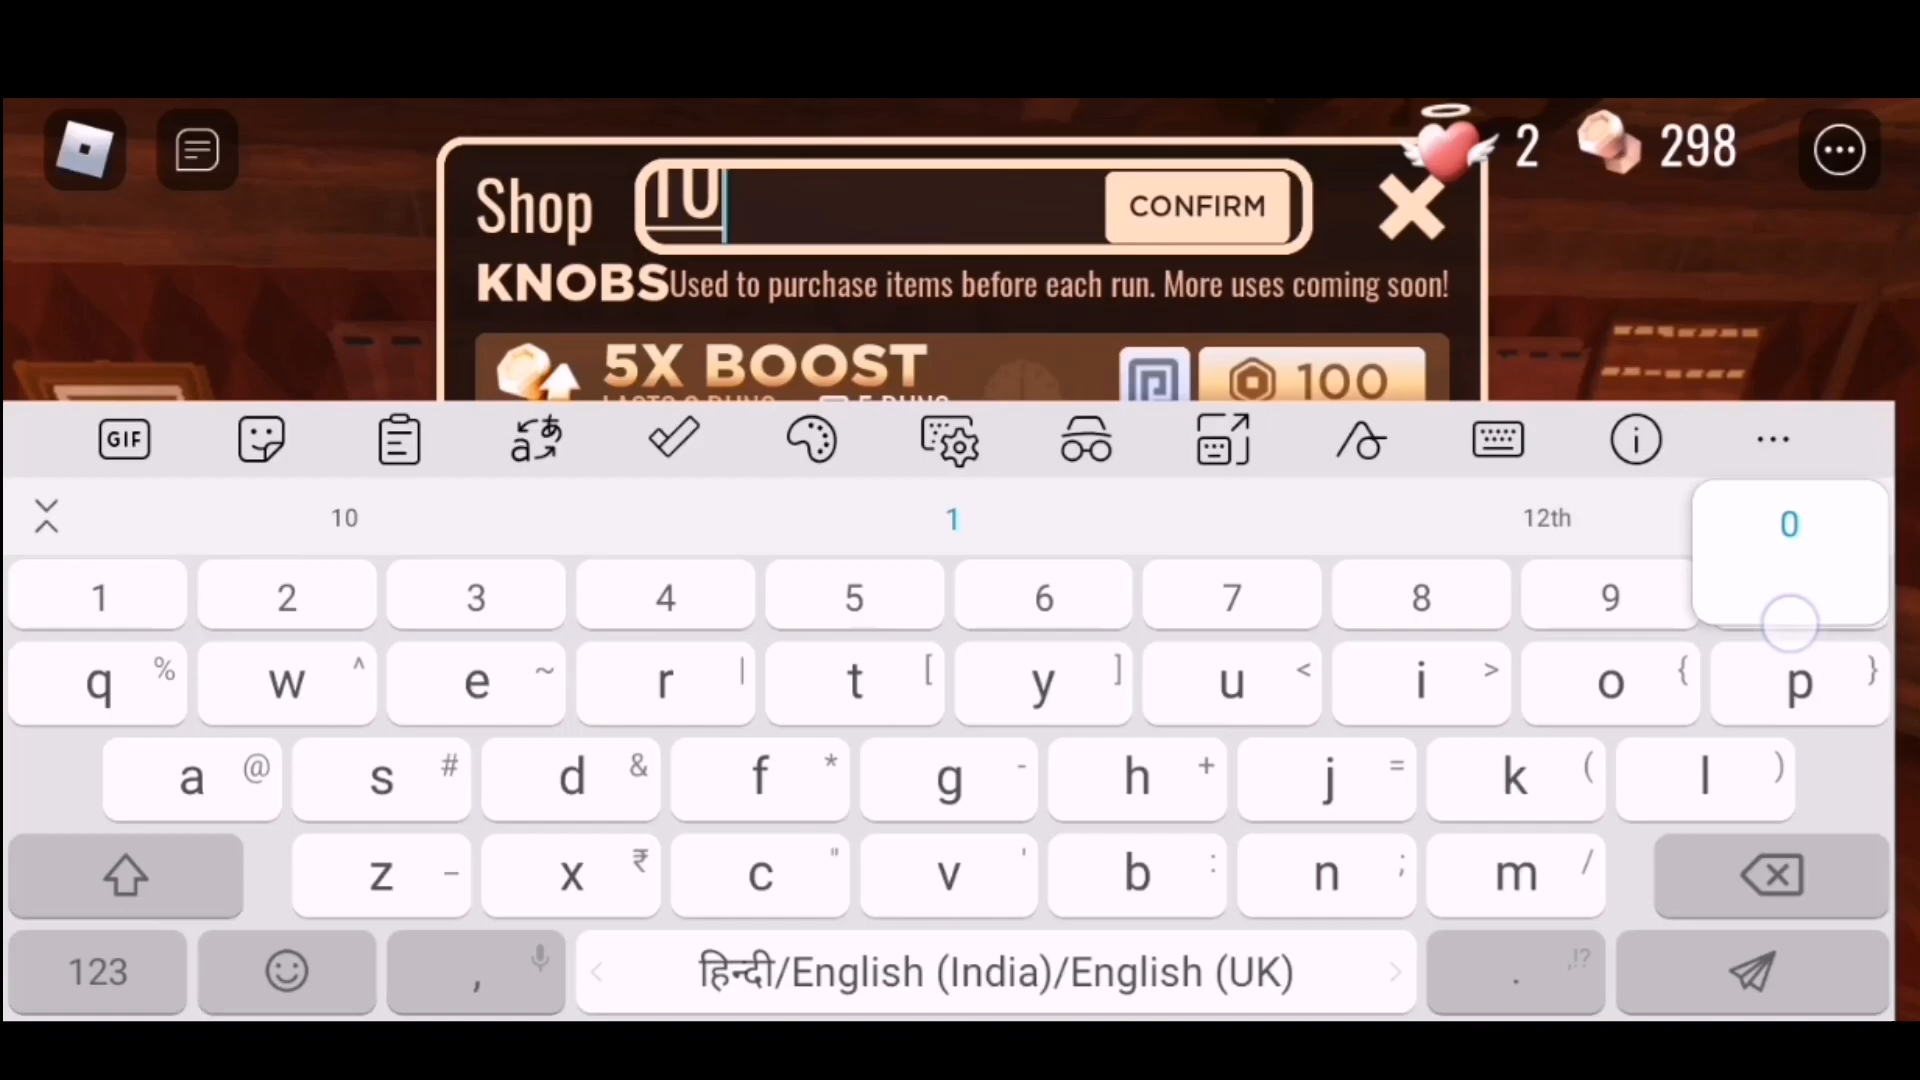 2 298
Shop 10 CONFIRM
KNOBS Used to purchase items before each run. More uses coming soon!
5X BOOST 100
GIF
10 1 12th 0
1 2 3 4 5 6 7 8 9
q % w ^ e ~ r | t [ y ] u < i > o { p }
a @ s # d & f * g - h + j = k ( l )
z _ x ₹ c " v ' b : n ; m /
123 , हिन्दी/English (India)/English (UK) . ,!?